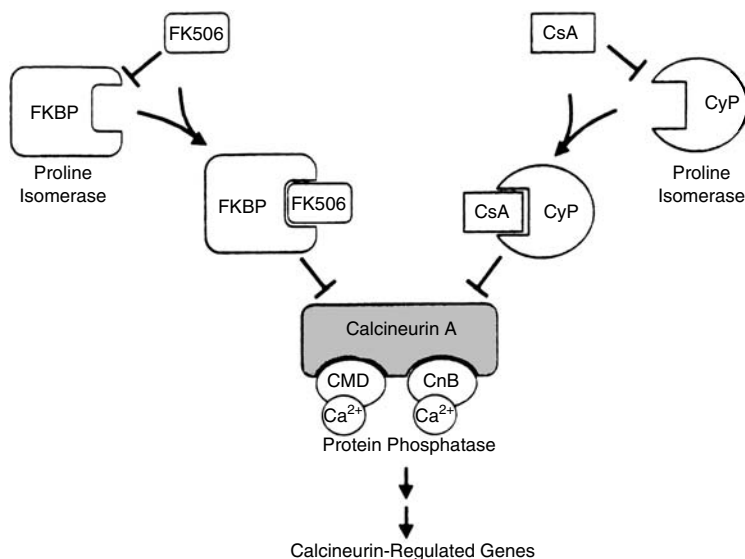 FK506
CsA
FKBP
CyP
Proline
Isomerase
Proline
Isomerase
FKBP
FK506
CsA
CyP
Calcineurin A
CMD
CnB
Ca²⁺
Ca²⁺
Protein Phosphatase
Calcineurin-Regulated Genes